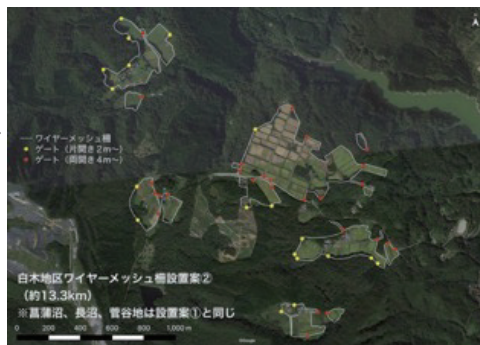 N
ワイヤーメッシュ柵
ゲート（片開き2m～）
ゲート（両開き4m～）
白木地区ワイヤーメッシュ柵設置案②
（約13.3km）
※菖蒲沼、長沼、菅谷地は設置案①と同じ
0 200 400 600 800 1,000 m